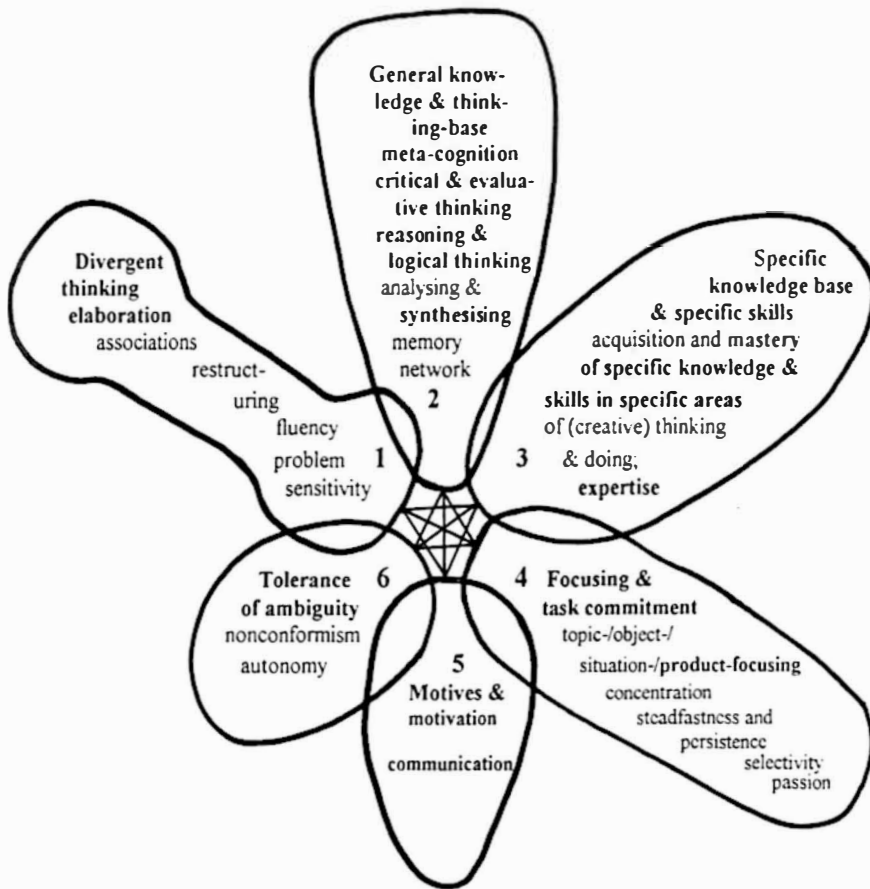 General know-
ledge & think-
ing-base
meta-cognition
critical & evalua-
tive thinking
reasoning &
logical thinking
analysing &
synthesising
memory
network
2
Divergent
thinking
elaboration
associations
restruct-
uring
fluency
problem
sensitivity
1
Specific
knowledge base
& specific skills
acquisition and mastery
of specific knowledge &
skills in specific areas
of (creative) thinking
& doing;
expertise
3
4
Focusing &
task commitment
topic-/object-/
situation-/product-focusing
concentration
steadfastness and
persistence
selectivity
passion
5
Motives &
motivation
communication
6
Tolerance
of ambiguity
nonconformism
autonomy